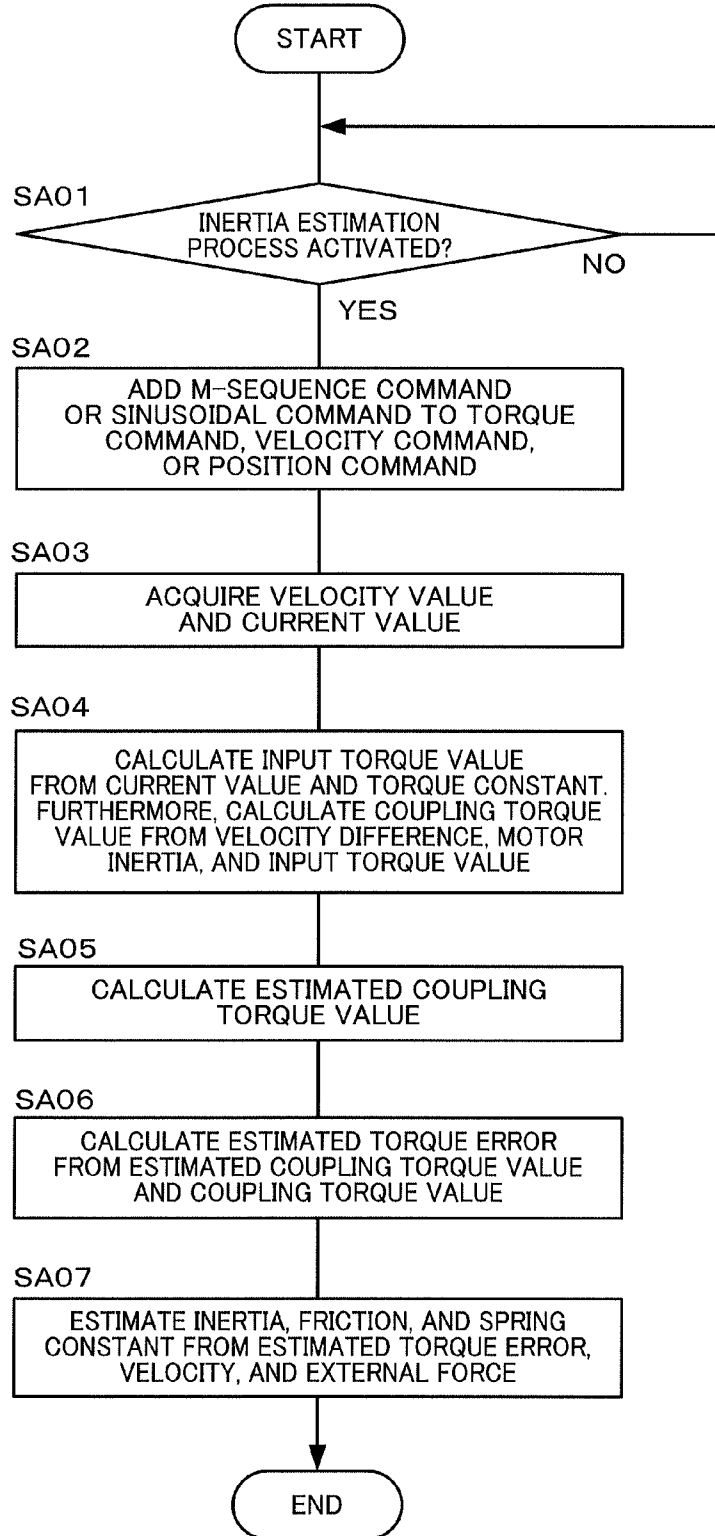 START
SA01
INERTIA ESTIMATION
PROCESS ACTIVATED?
NO
YES
SA02
ADD M-SEQUENCE COMMAND
OR SINUSOIDAL COMMAND TO TORQUE
COMMAND, VELOCITY COMMAND,
OR POSITION COMMAND
SA03
ACQUIRE VELOCITY VALUE
AND CURRENT VALUE
SA04
CALCULATE INPUT TORQUE VALUE
FROM CURRENT VALUE AND TORQUE CONSTANT.
FURTHERMORE, CALCULATE COUPLING TORQUE
VALUE FROM VELOCITY DIFFERENCE, MOTOR
INERTIA, AND INPUT TORQUE VALUE
SA05
CALCULATE ESTIMATED COUPLING
TORQUE VALUE
SA06
CALCULATE ESTIMATED TORQUE ERROR
FROM ESTIMATED COUPLING TORQUE VALUE
AND COUPLING TORQUE VALUE
SA07
ESTIMATE INERTIA, FRICTION, AND SPRING
CONSTANT FROM ESTIMATED TORQUE ERROR,
VELOCITY, AND EXTERNAL FORCE
END